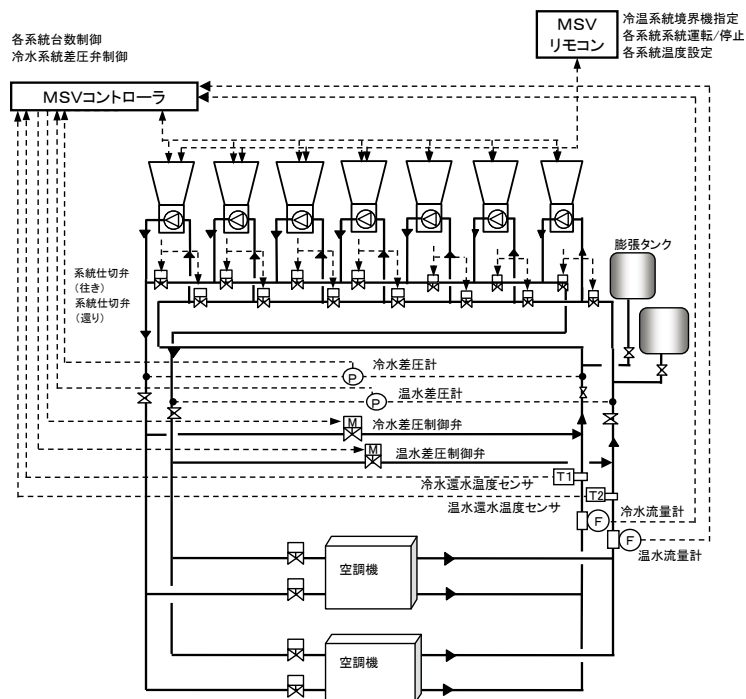 各系統台数制御
冷水系統差圧弁制御
MSVコントローラ
MSV
リモコン
冷温系統境界機指定
各系統系統運転/停止
各系統温度設定
膨張タンク
系統仕切弁
(往き)
系統仕切弁
(還り)
冷水差圧計
P
温水差圧計
P
M
冷水差圧制御弁
M
温水差圧制御弁
T1
冷水還水温度センサ
T2
温水還水温度センサ
F
冷水流量計
F
温水流量計
空調機
空調機